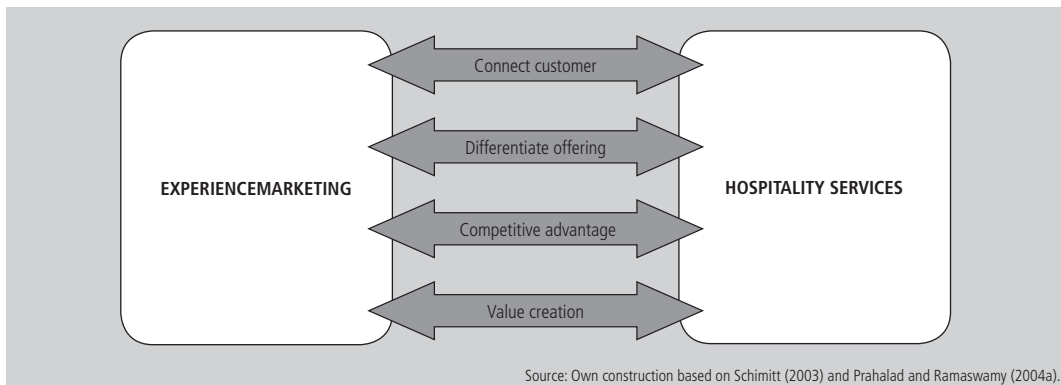 Connect customer
Differentiate offering
EXPERIENCEMARKETING
HOSPITALITY SERVICES
Competitive advantage
Value creation
Source: Own construction based on Schimitt (2003) and Prahalad and Ramaswamy (2004a).